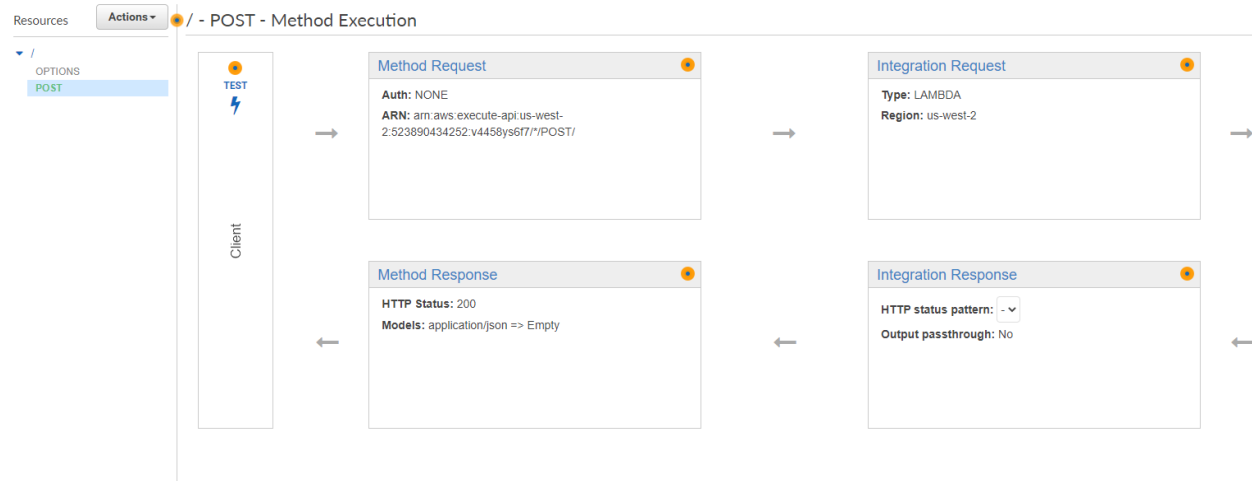 Resources
Actions
/ - POST - Method Execution
/
OPTIONS
POST
TEST
Client
Method Request
Auth: NONE
ARN: arn:aws:execute-api:us-west-
2:523890434252:v4458ys6f7/*/POST/
Integration Request
Type: LAMBDA
Region: us-west-2
Method Response
HTTP Status: 200
Models: application/json => Empty
Integration Response
HTTP status pattern: -
Output passthrough: No